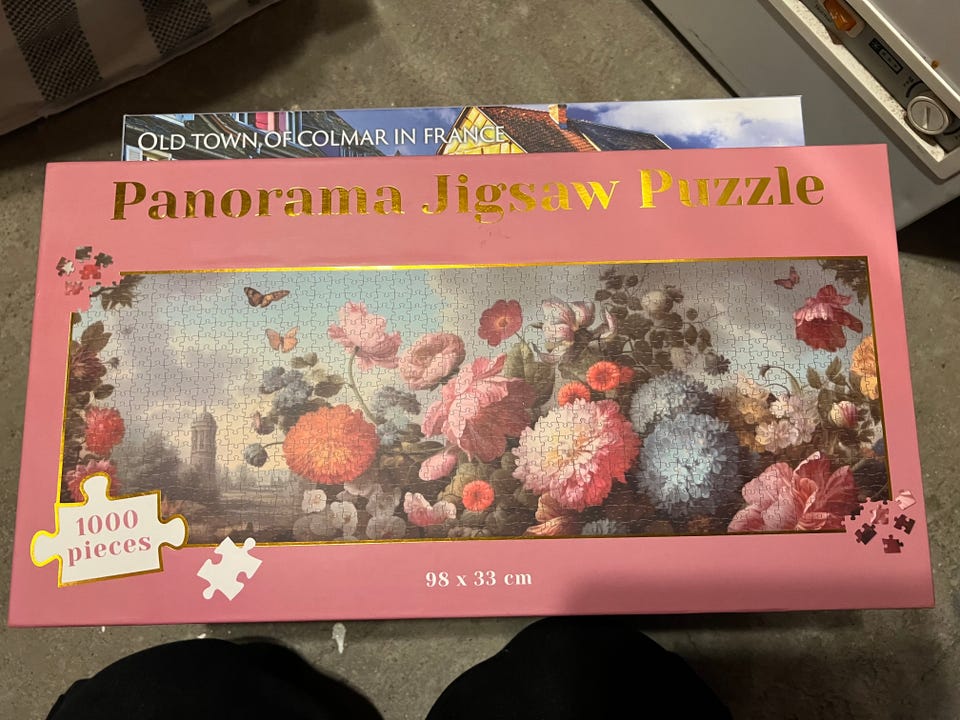 OLD TOWN OF COLMAR IN FRANCE
Panorama Jigsaw Puzzle
1000
pieces
98 x 33 cm